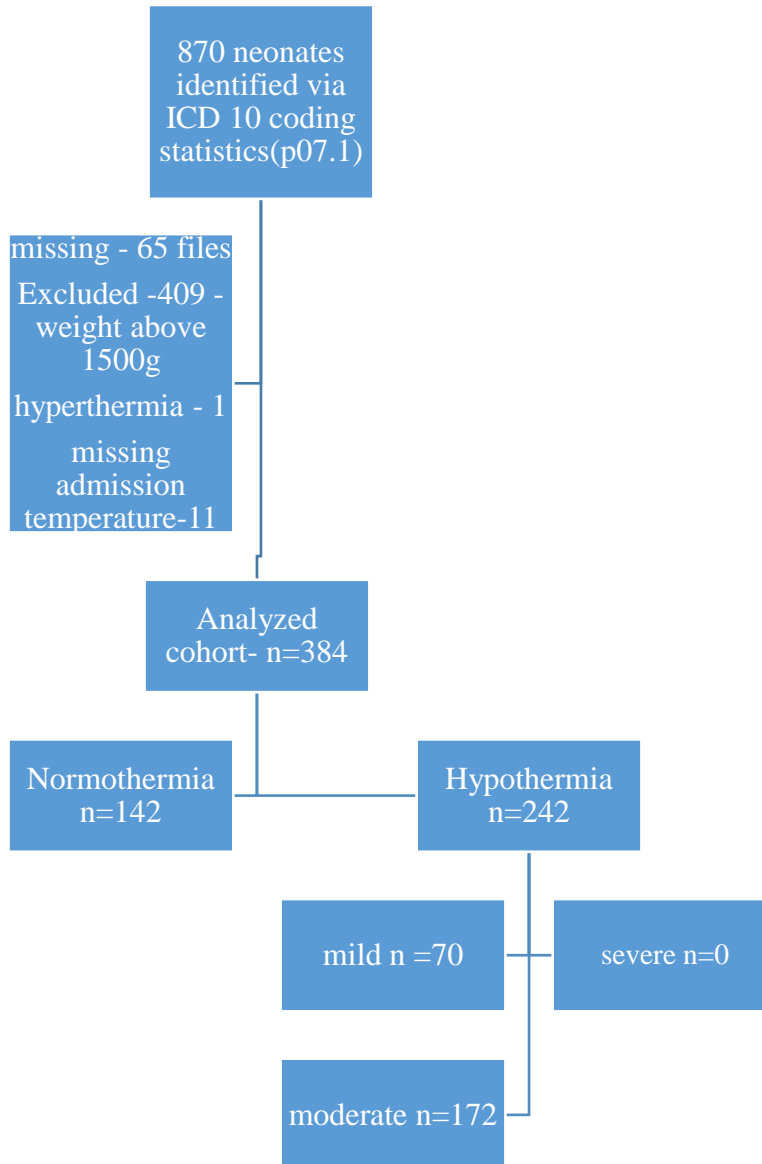 870 neonates
identified via
ICD 10 coding
statistics(p07.1)
missing - 65 files
Excluded -409 -
weight above
1500g
hyperthermia - 1
missing
admission
temperature-11
Analyzed
cohort- n=384
Normothermia
n=142
Hypothermia
n=242
mild n =70
severe n=0
moderate n=172